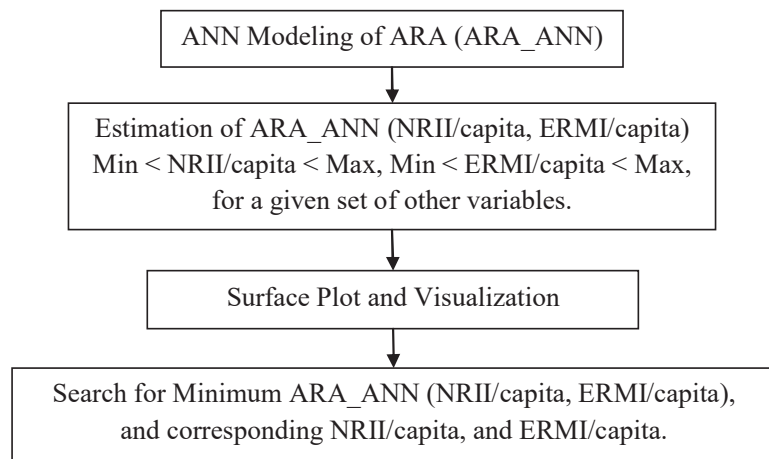 ANN Modeling of ARA (ARA_ANN)
Estimation of ARA_ANN (NRII/capita, ERMI/capita)
Min < NRII/capita < Max, Min < ERMI/capita < Max,
for a given set of other variables.
Surface Plot and Visualization
Search for Minimum ARA_ANN (NRII/capita, ERMI/capita),
and corresponding NRII/capita, and ERMI/capita.